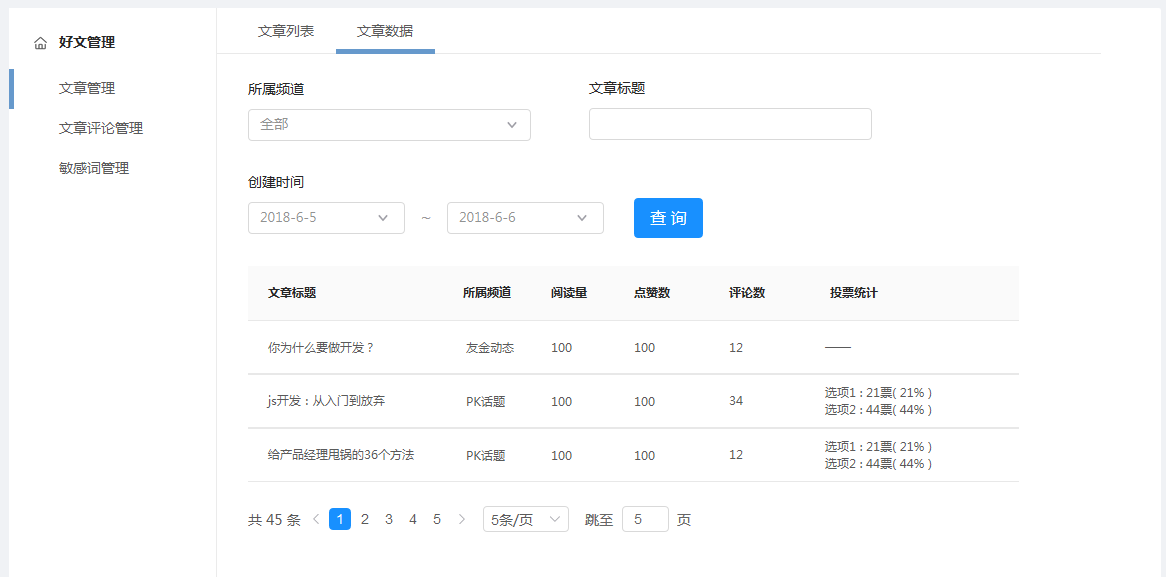 好文管理
文章管理
文章评论管理
敏感词管理
文章列表 文章数据
所属频道 文章标题
全部
创建时间
2018-6-5 ~ 2018-6-6 查 询
文章标题 所属频道 阅读量 点赞数 评论数 投票统计
你为什么要做开发？ 友金动态 100 100 12 ——
js开发：从入门到放弃 PK话题 100 100 34 选项1：21票( 21% )
选项2：44票( 44% )
给产品经理甩锅的36个方法 PK话题 100 100 12 选项1：21票( 21% )
选项2：44票( 44% )
共 45 条 < 1 2 3 4 5 > 5条/页 跳至 5 页